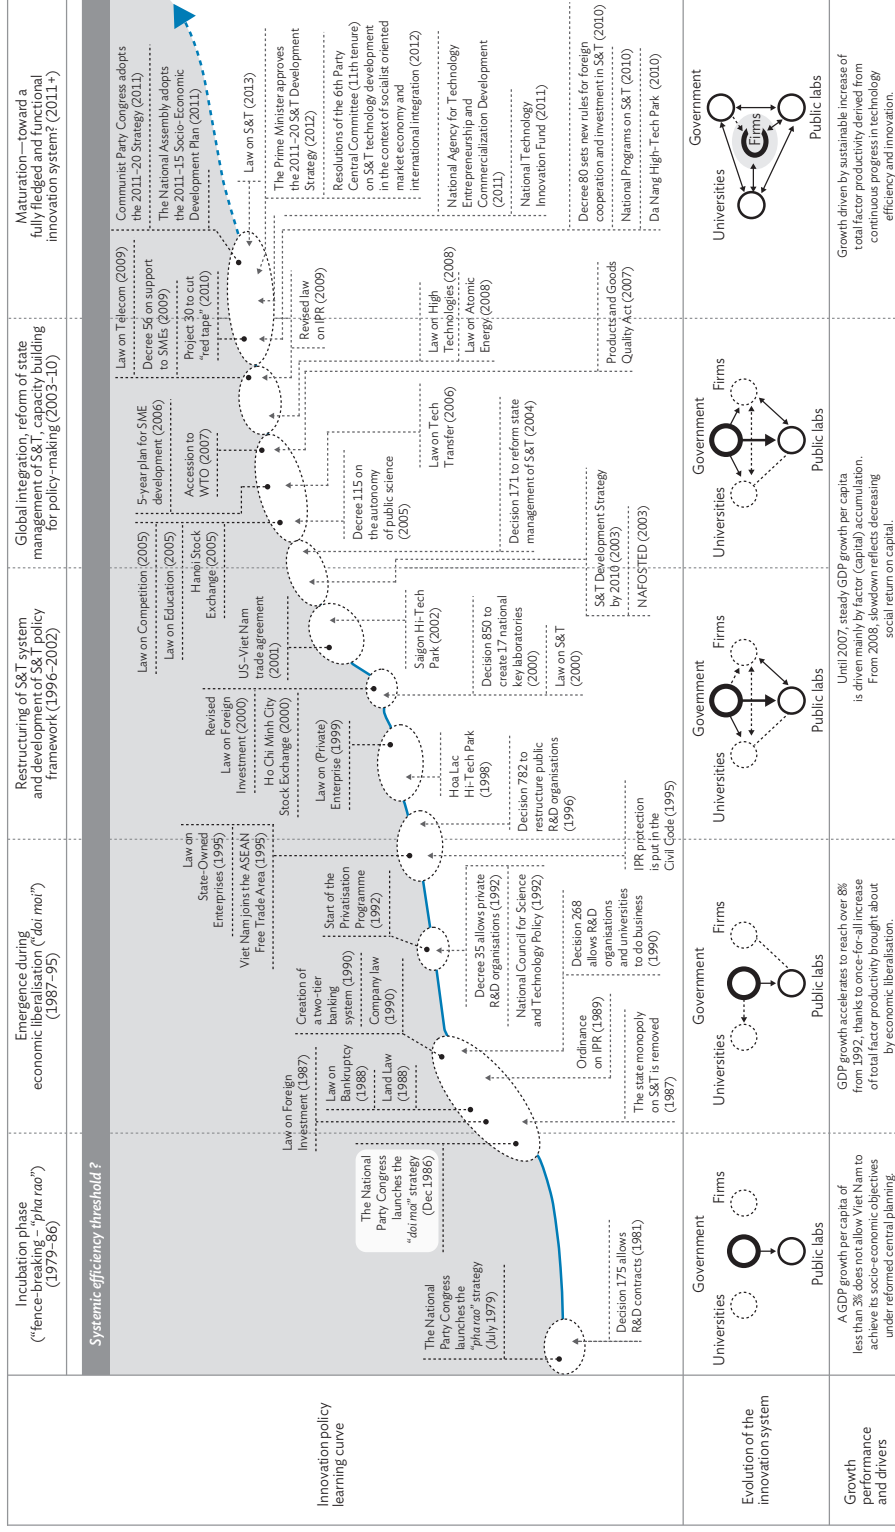 Incubation phase
("fence-breaking – "pha rao")
(1979–86)
Emergence during
economic liberalisation ("doi moi")
(1987–95)
Restructuring of S&T system
and development of S&T policy
framework (1996–2002)
Global integration, reform of state
management of S&T, capacity building
for policy-making (2003–10)
Maturation—toward a
fully fledged and functional
innovation system? (2011+)
Systemic efficiency threshold ?
Innovation policy
learning curve
The National
Party Congress
launches the
"pha rao" strategy
(July 1979)
The National
Party Congress
launches the
"doi moi" strategy
(Dec 1986)
Law on Foreign
Investment (1987)
Law on
Bankruptcy
(1988)
Land Law
(1988)
Creation of
a two-tier
banking
system (1990)
Company law
(1990)
Start of the
Privatisation
Programme
(1992)
Law on
State-Owned
Enterprises (1995)
Viet Nam joins the ASEAN
Free Trade Area (1995)
Revised
Law on Foreign
Investment (2000)
Ho Chi Minh City
Stock Exchange (2000)
Law on (Private)
Enterprise (1999)
US–Viet Nam
trade agreement
(2001)
Law on Competition (2005)
Law on Education (2005)
Hanoi Stock
Exchange (2005)
5-year plan for SME
development (2006)
Accession to
WTO (2007)
Law on Telecom (2009)
Decree 56 on support
to SMEs (2009)
Project 30 to cut
"red tape" (2010)
Communist Party Congress adopts
the 2011–20 Strategy (2011)
The National Assembly adopts
the 2011–15 Socio-Economic
Development Plan (2011)
Decision 175 allows
R&D contracts (1981)
The state monopoly
on S&T is removed
(1987)
Ordinance
on IPR (1989)
Decision 268
allows R&D
organisations
and universities
to do business
(1990)
Decree 35 allows private
R&D organisations (1992)
National Council for Science
and Technology Policy (1992)
IPR protection
is put in the
Civil Code (1995)
Decision 782 to
restructure public
R&D organisations
(1996)
Hoa Lac
Hi-Tech Park
(1998)
Decision 850 to
create 17 national
key laboratories
(2000)
Law on S&T
(2000)
Saigon Hi-Tech
Park (2002)
S&T Development Strategy
by 2010 (2003)
NAFOSTED (2003)
Decision 171 to reform state
management of S&T (2004)
Decree 115 on
the autonomy
of public science
(2005)
Law on Tech
Transfer (2006)
Products and Goods
Quality Act (2007)
Law on High
Technologies (2008)
Law on Atomic
Energy (2008)
Revised law
on IPR (2009)
Law on S&T (2013)
The Prime Minister approves
the 2011–20 S&T Development
Strategy (2012)
Resolutions of the 6th Party
Central Committee (11th tenure)
on S&T technology development
in the context of socialist oriented
market economy and
international integration (2012)
National Agency for Technology
Entrepreneurship and
Commercialization Development
(2011)
National Technology
Innovation Fund (2011)
Decree 80 sets new rules for foreign
cooperation and investment in S&T (2010)
National Programs on S&T (2010)
Da Nang High-Tech Park (2010)
Evolution of the
innovation system
Government
Universities
Firms
Public labs
Government
Universities
Firms
Public labs
Government
Universities
Firms
Public labs
Government
Universities
Firms
Public labs
Government
Universities
Firms
Public labs
Growth
performance
and drivers
A GDP growth per capita of
less than 3% does not allow Viet Nam to
achieve its socio-economic objectives
under reformed central planning.
GDP growth accelerates to reach over 8%
from 1992, thanks to once-for-all increase
of total factor productivity brought about
by economic liberalisation.
Until 2007, steady GDP growth per capita
is driven mainly by factor (capital) accumulation.
From 2008, slowdown reflects decreasing
social return on capital.
Growth driven by sustainable increase of
total factor productivity derived from
continuous progress in technology
efficiency and innovation.